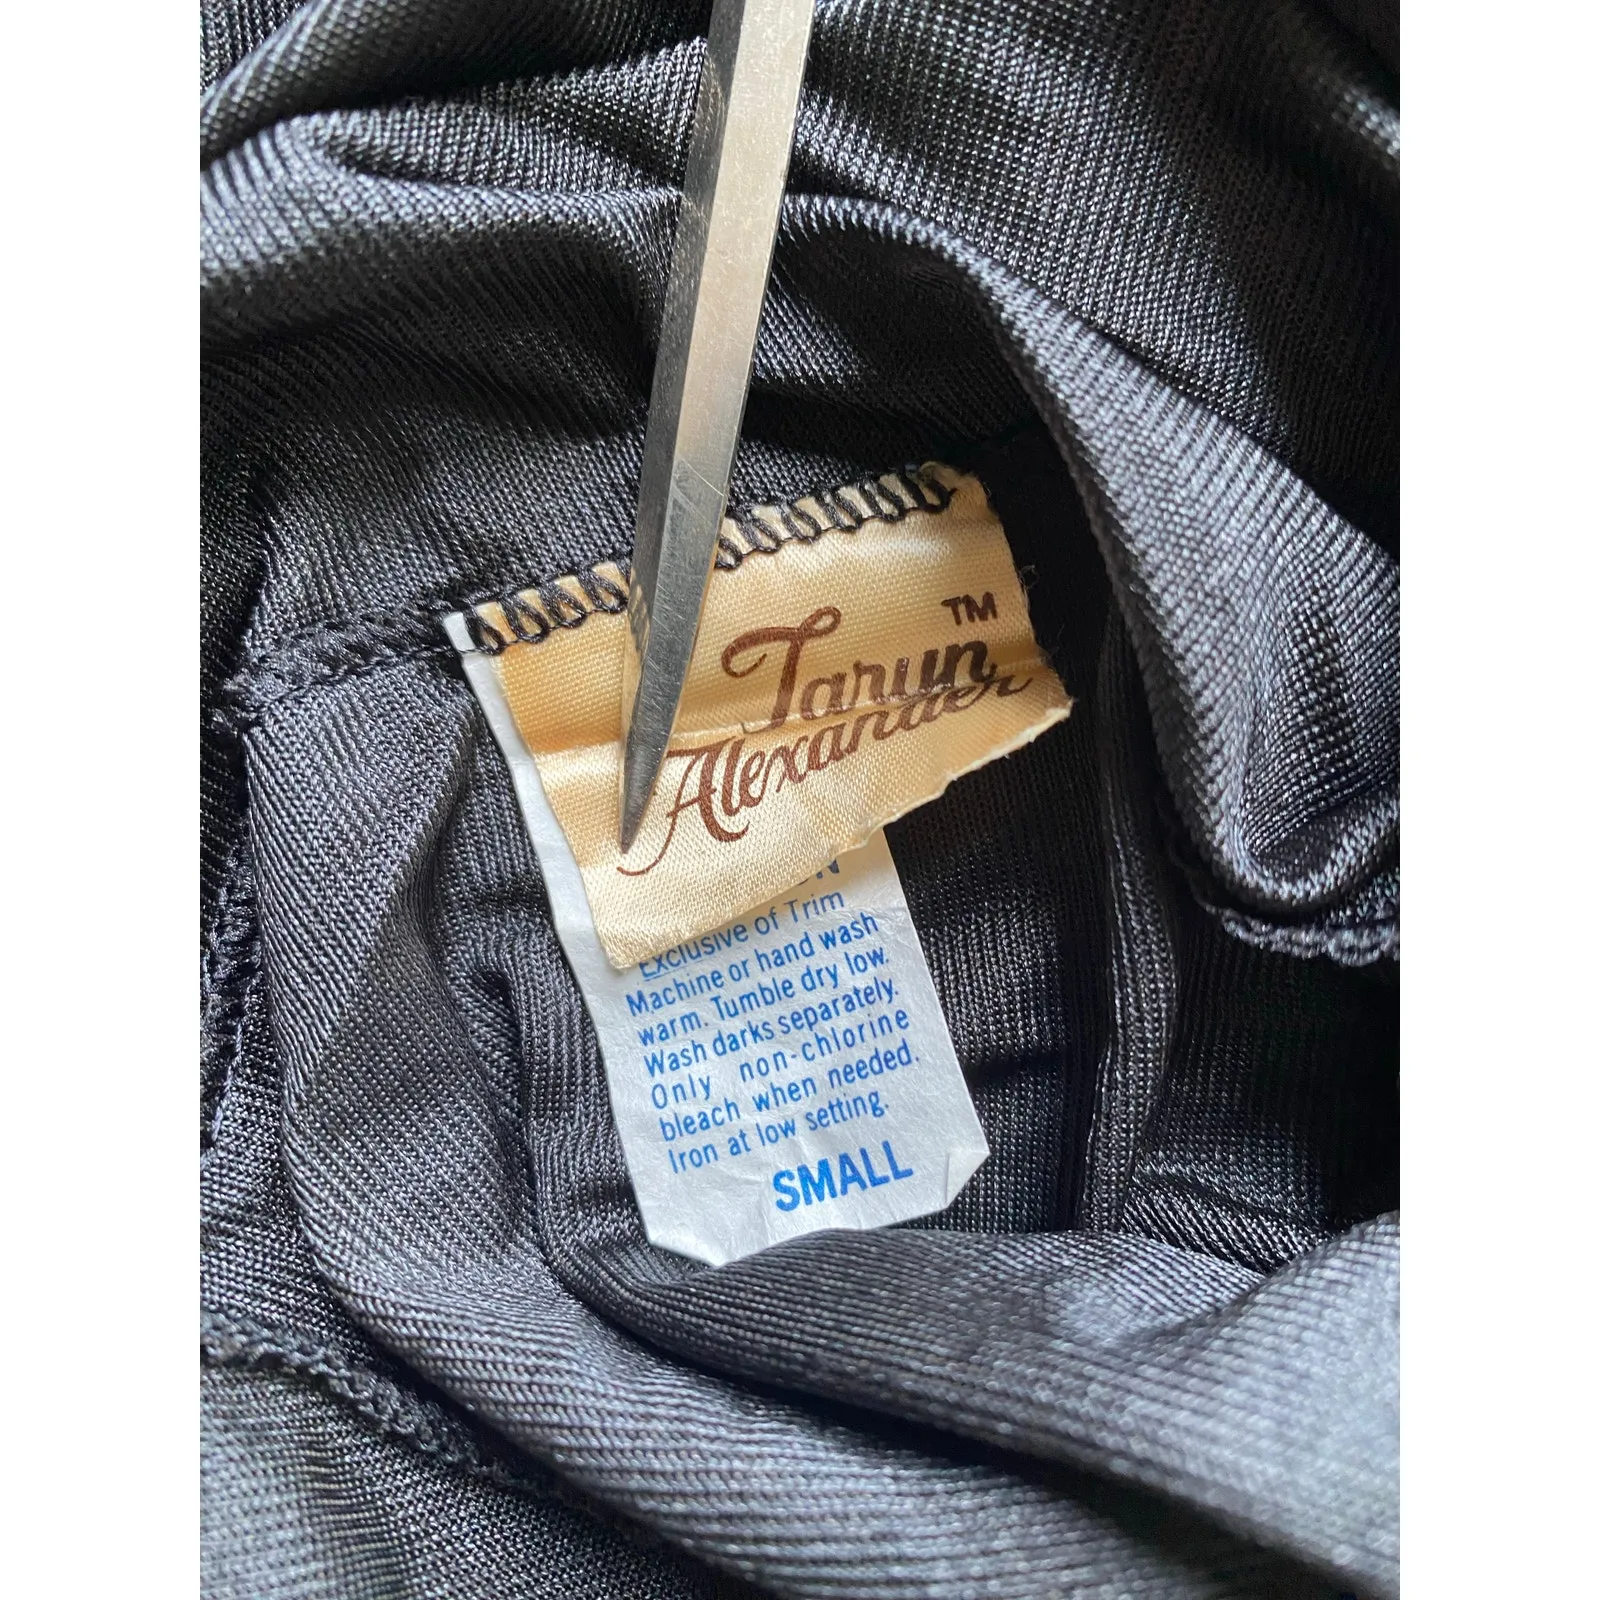 Tarun TM
Alexander
Exclusive of Trim
Machine or hand wash
warm. Tumble dry low.
Wash darks separately.
Only non-chlorine
bleach when needed.
Iron at low setting.
SMALL